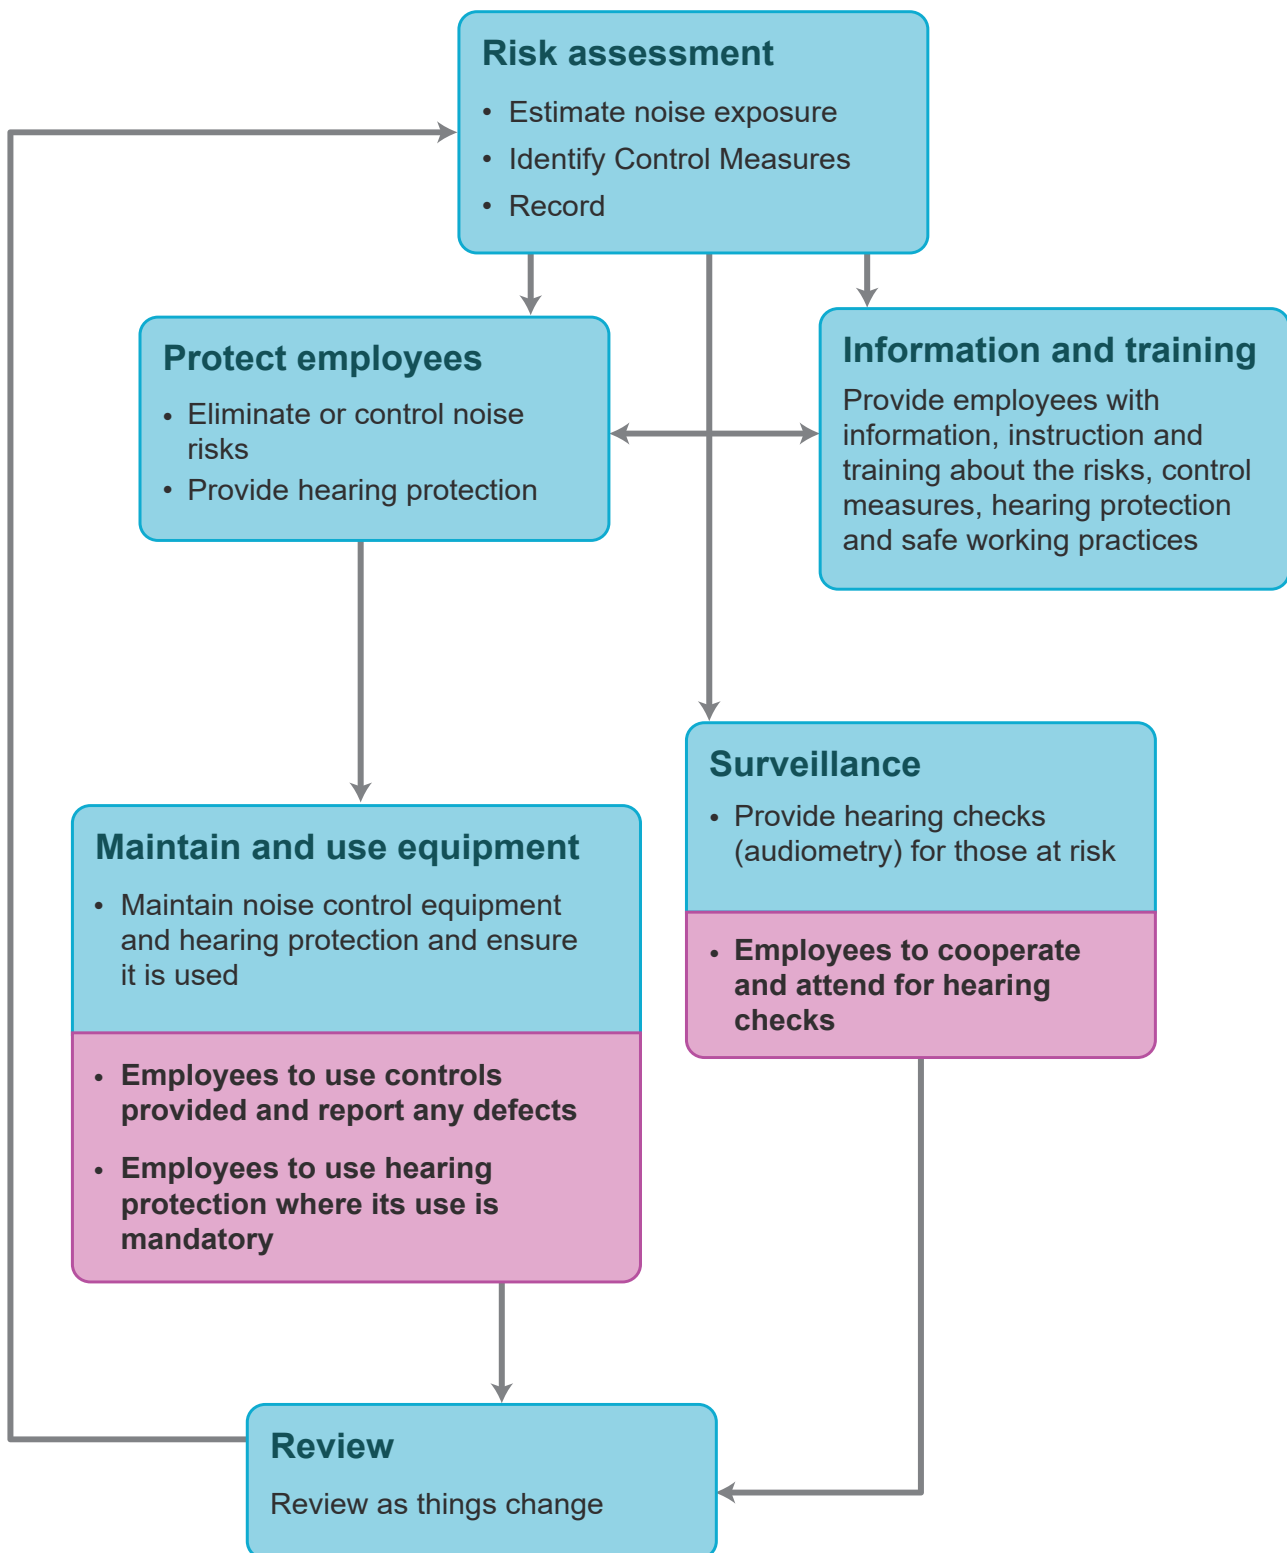 Risk assessment
• Estimate noise exposure
• Identify Control Measures
• Record
Protect employees
• Eliminate or control noise
risks
• Provide hearing protection
Information and training
Provide employees with
information, instruction and
training about the risks, control
measures, hearing protection
and safe working practices
Surveillance
• Provide hearing checks
(audiometry) for those at risk
• Employees to cooperate
and attend for hearing
checks
Maintain and use equipment
• Maintain noise control equipment
and hearing protection and ensure
it is used
• Employees to use controls
provided and report any defects
• Employees to use hearing
protection where its use is
mandatory
Review
Review as things change